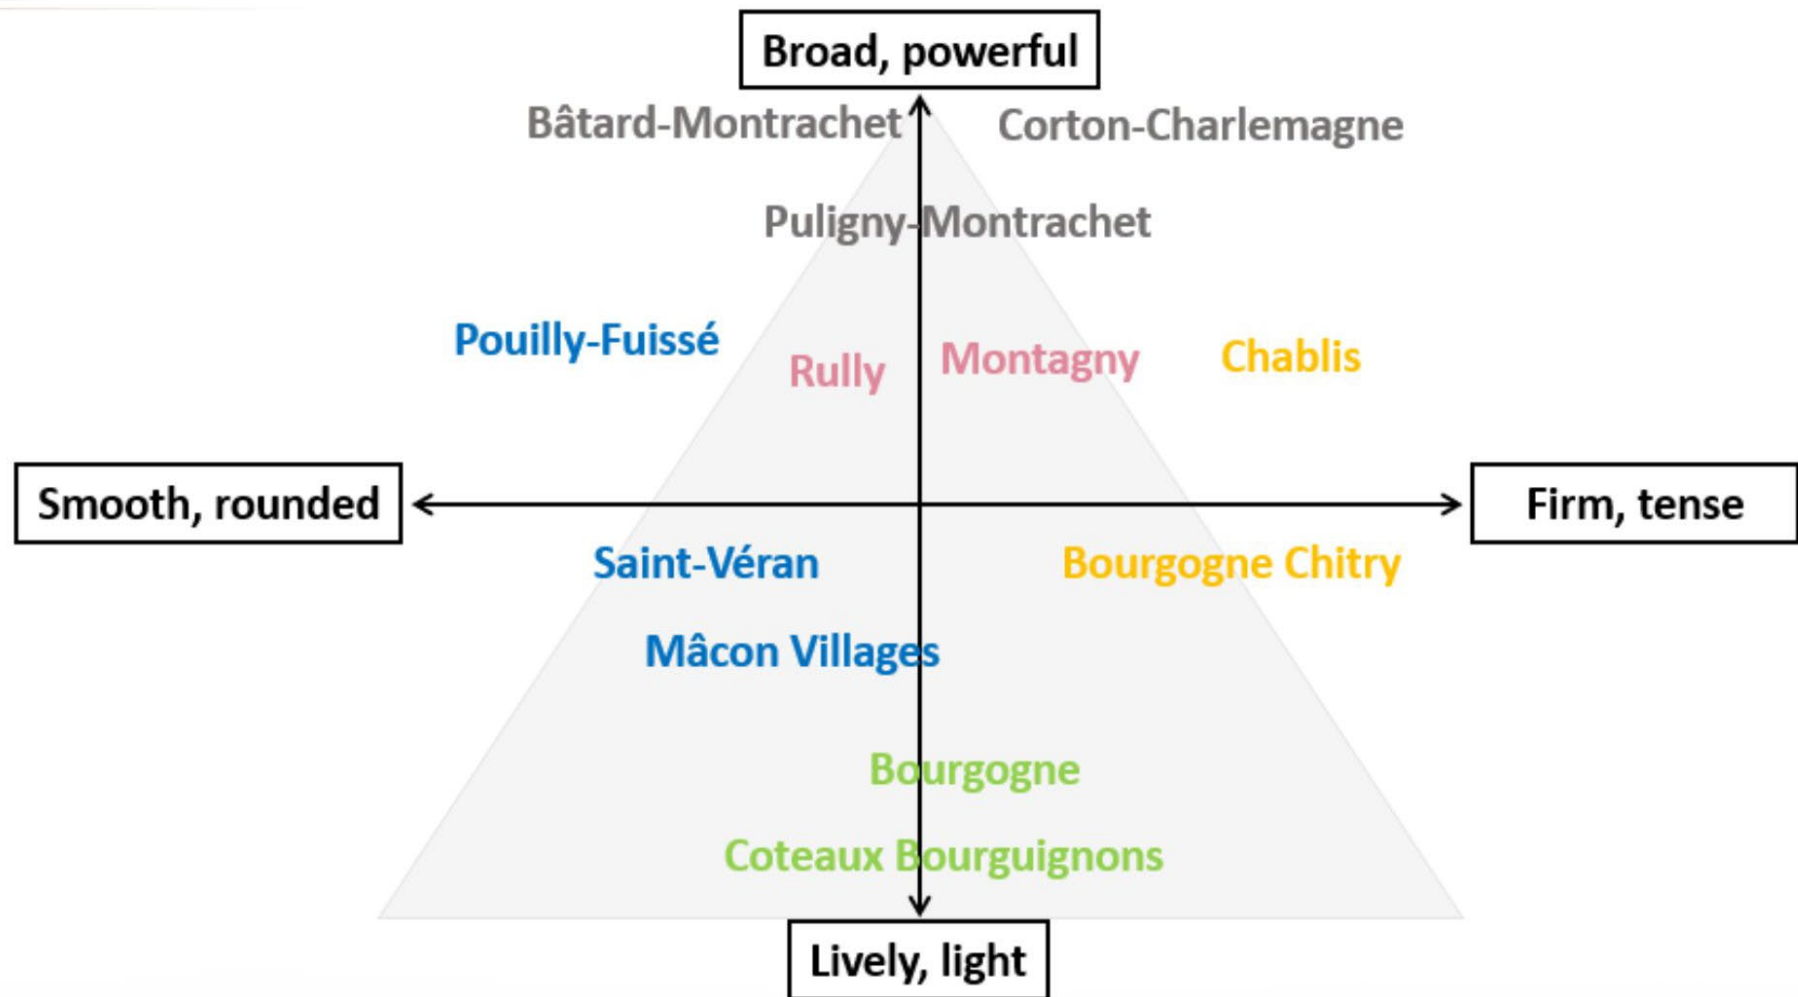 Broad, powerful
Bâtard-Montrachet
Corton-Charlemagne
Puligny-Montrachet
Pouilly-Fuissé
Rully
Montagny
Chablis
Smooth, rounded
Firm, tense
Saint-Véran
Bourgogne Chitry
Mâcon Villages
Bourgogne
Coteaux Bourguignons
Lively, light